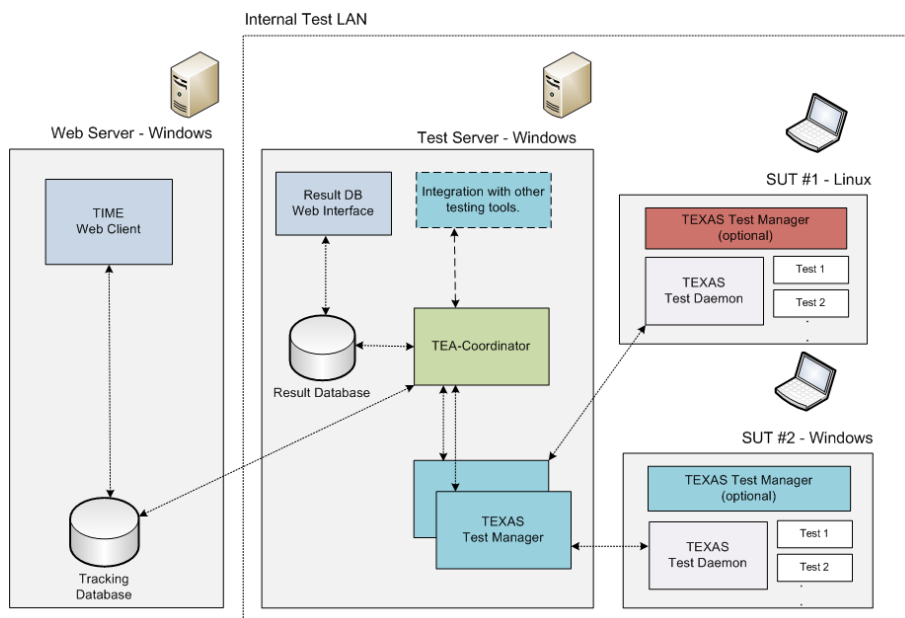 Internal Test LAN
Web Server - Windows
TIME
Web Client
Tracking
Database
Test Server - Windows
Result DB
Web Interface
Integration with other
testing tools.
TEA-Coordinator
Result Database
TEXAS
Test Manager
SUT #1 - Linux
TEXAS Test Manager
(optional)
TEXAS
Test Daemon
Test 1
Test 2
.
SUT #2 - Windows
TEXAS Test Manager
(optional)
TEXAS
Test Daemon
Test 1
Test 2
.
.